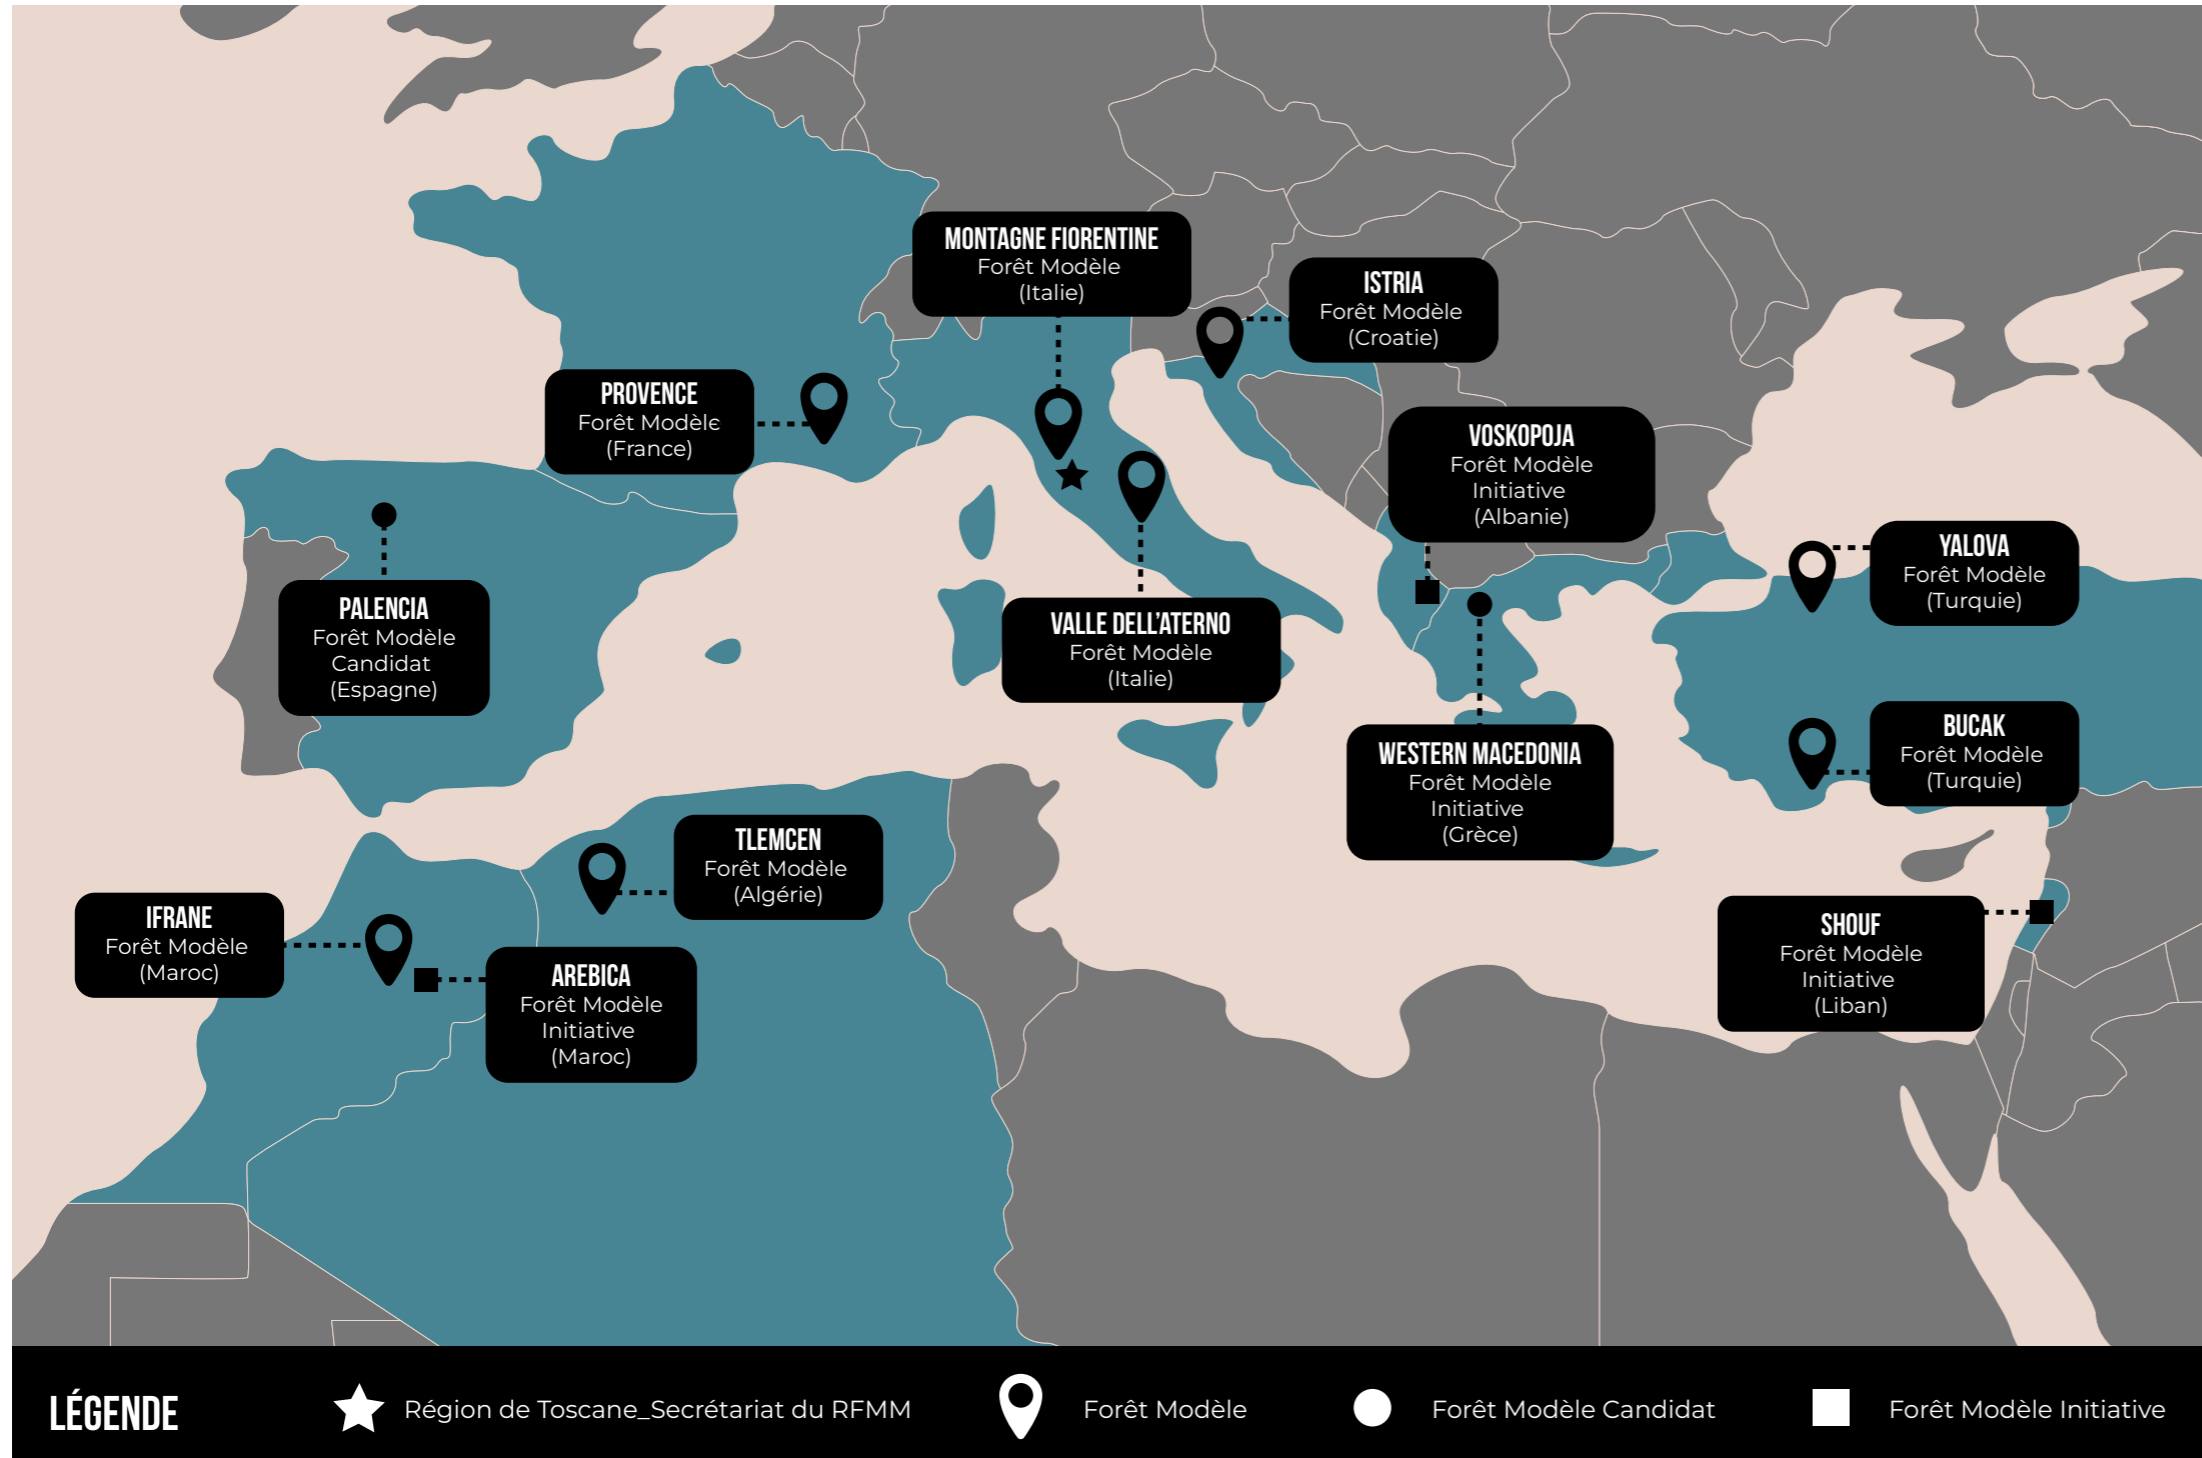 MONTAGNE FIORENTINE
Forêt Modèle
(Italie)
ISTRIA
Forêt Modèle
(Croatie)
PROVENCE
Forêt Modèle
(France)
VOSKOPOJA
Forêt Modèle
Initiative
(Albanie)
YALOVA
Forêt Modèle
(Turquie)
PALENCIA
Forêt Modèle
Candidat
(Espagne)
VALLE DELL'ATERNO
Forêt Modèle
(Italie)
WESTERN MACEDONIA
Forêt Modèle
Initiative
(Grèce)
BUCAK
Forêt Modèle
(Turquie)
TLEMCEN
Forêt Modèle
(Algérie)
IFRANE
Forêt Modèle
(Maroc)
AREBICA
Forêt Modèle
Initiative
(Maroc)
SHOUF
Forêt Modèle
Initiative
(Liban)
LÉGENDE
Région de Toscane_Secrétariat du RFMM
Forêt Modèle
Forêt Modèle Candidat
Forêt Modèle Initiative